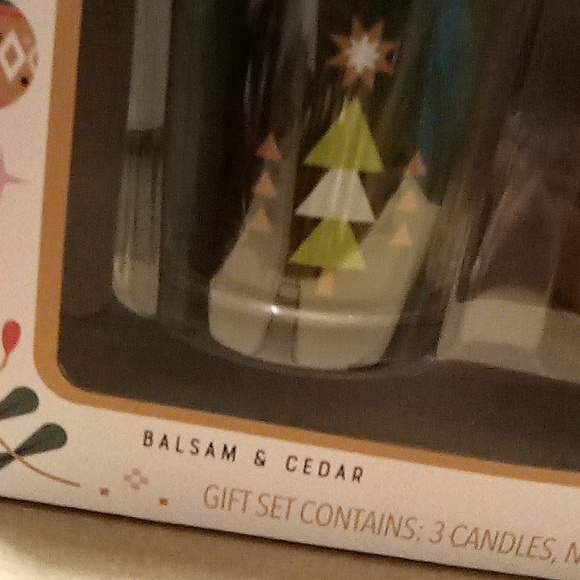 BALSAM & CEDAR
GIFT SET CONTAINS: 3 CANDLES,